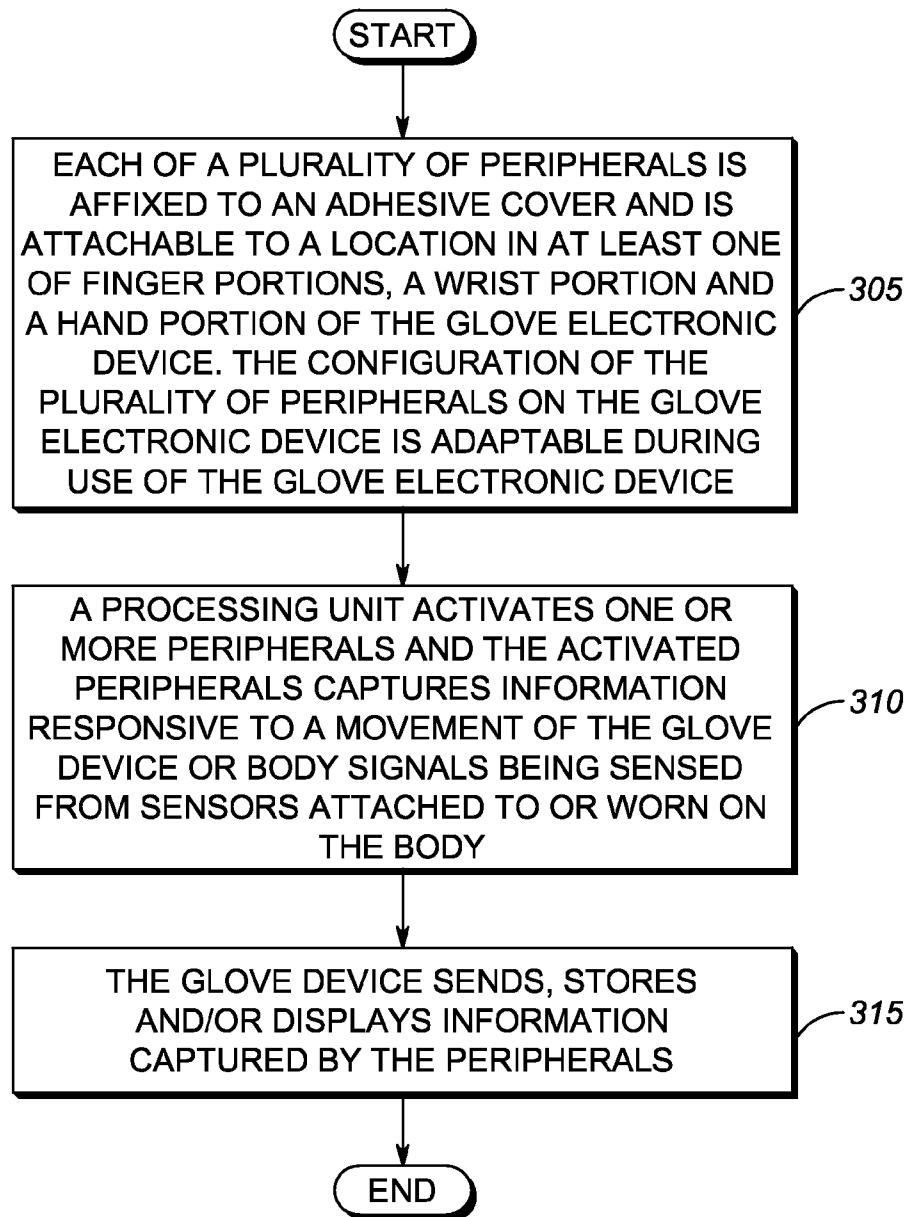 START
EACH OF A PLURALITY OF PERIPHERALS IS
AFFIXED TO AN ADHESIVE COVER AND IS
ATTACHABLE TO A LOCATION IN AT LEAST ONE
OF FINGER PORTIONS, A WRIST PORTION AND
A HAND PORTION OF THE GLOVE ELECTRONIC
DEVICE. THE CONFIGURATION OF THE
PLURALITY OF PERIPHERALS ON THE GLOVE
ELECTRONIC DEVICE IS ADAPTABLE DURING
USE OF THE GLOVE ELECTRONIC DEVICE
305
A PROCESSING UNIT ACTIVATES ONE OR
MORE PERIPHERALS AND THE ACTIVATED
PERIPHERALS CAPTURES INFORMATION
RESPONSIVE TO A MOVEMENT OF THE GLOVE
DEVICE OR BODY SIGNALS BEING SENSED
FROM SENSORS ATTACHED TO OR WORN ON
THE BODY
310
THE GLOVE DEVICE SENDS, STORES
AND/OR DISPLAYS INFORMATION
CAPTURED BY THE PERIPHERALS
315
END